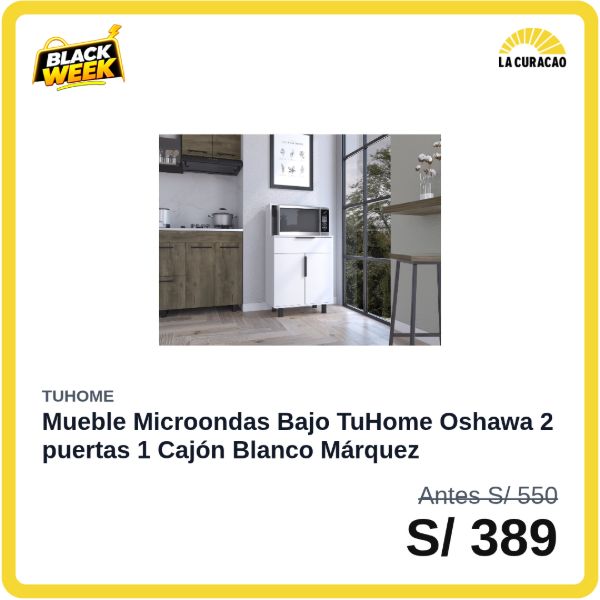 BLACK
WEEK
LA CURACAO
TUHOME
Mueble Microondas Bajo TuHome Oshawa 2
puertas 1 Cajón Blanco Márquez
Antes S/ 550
S/ 389